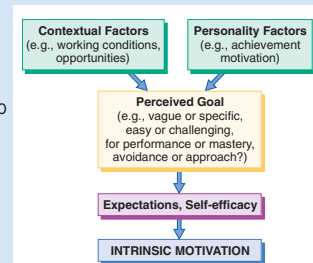 Contextual Factors
(e.g., working conditions,
opportunities)
Personality Factors
(e.g., achievement
motivation)
Perceived Goal
(e.g., vague or specific,
easy or challenging,
for performance or mastery,
avoidance or approach?)
Expectations, Self-efficacy
INTRINSIC MOTIVATION